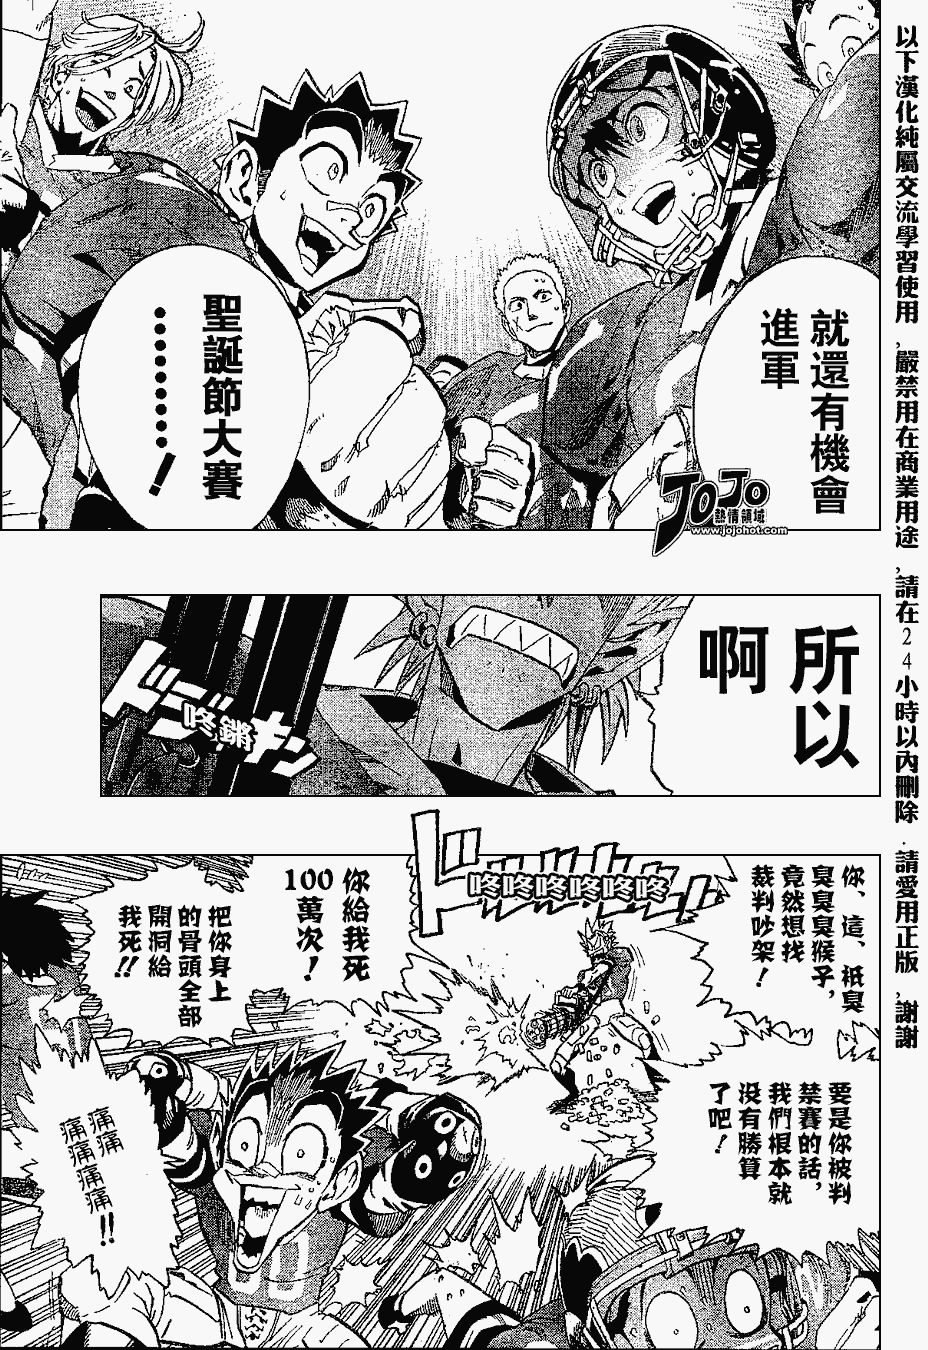 就還有機會
進軍
聖誕節大賽
………！
JOJO
熱情領域
www.jojohot.com
所以
啊
ドジャキン
咚鏘
咚咚咚咚咚咚
你、這、祇臭
臭臭臭猴子，
竟然想找
裁判吵架！
你給我死
100
萬次！
把你身上
的骨頭全部
開洞給
我死！！
要是你被判
禁賽的話，
我們根本就
沒有勝算
了吧！
痛痛
痛痛痛痛！！
以下漢化純屬交流學習使用，嚴禁用在商業用途，請在24小時以內刪除．請愛用正版，謝謝